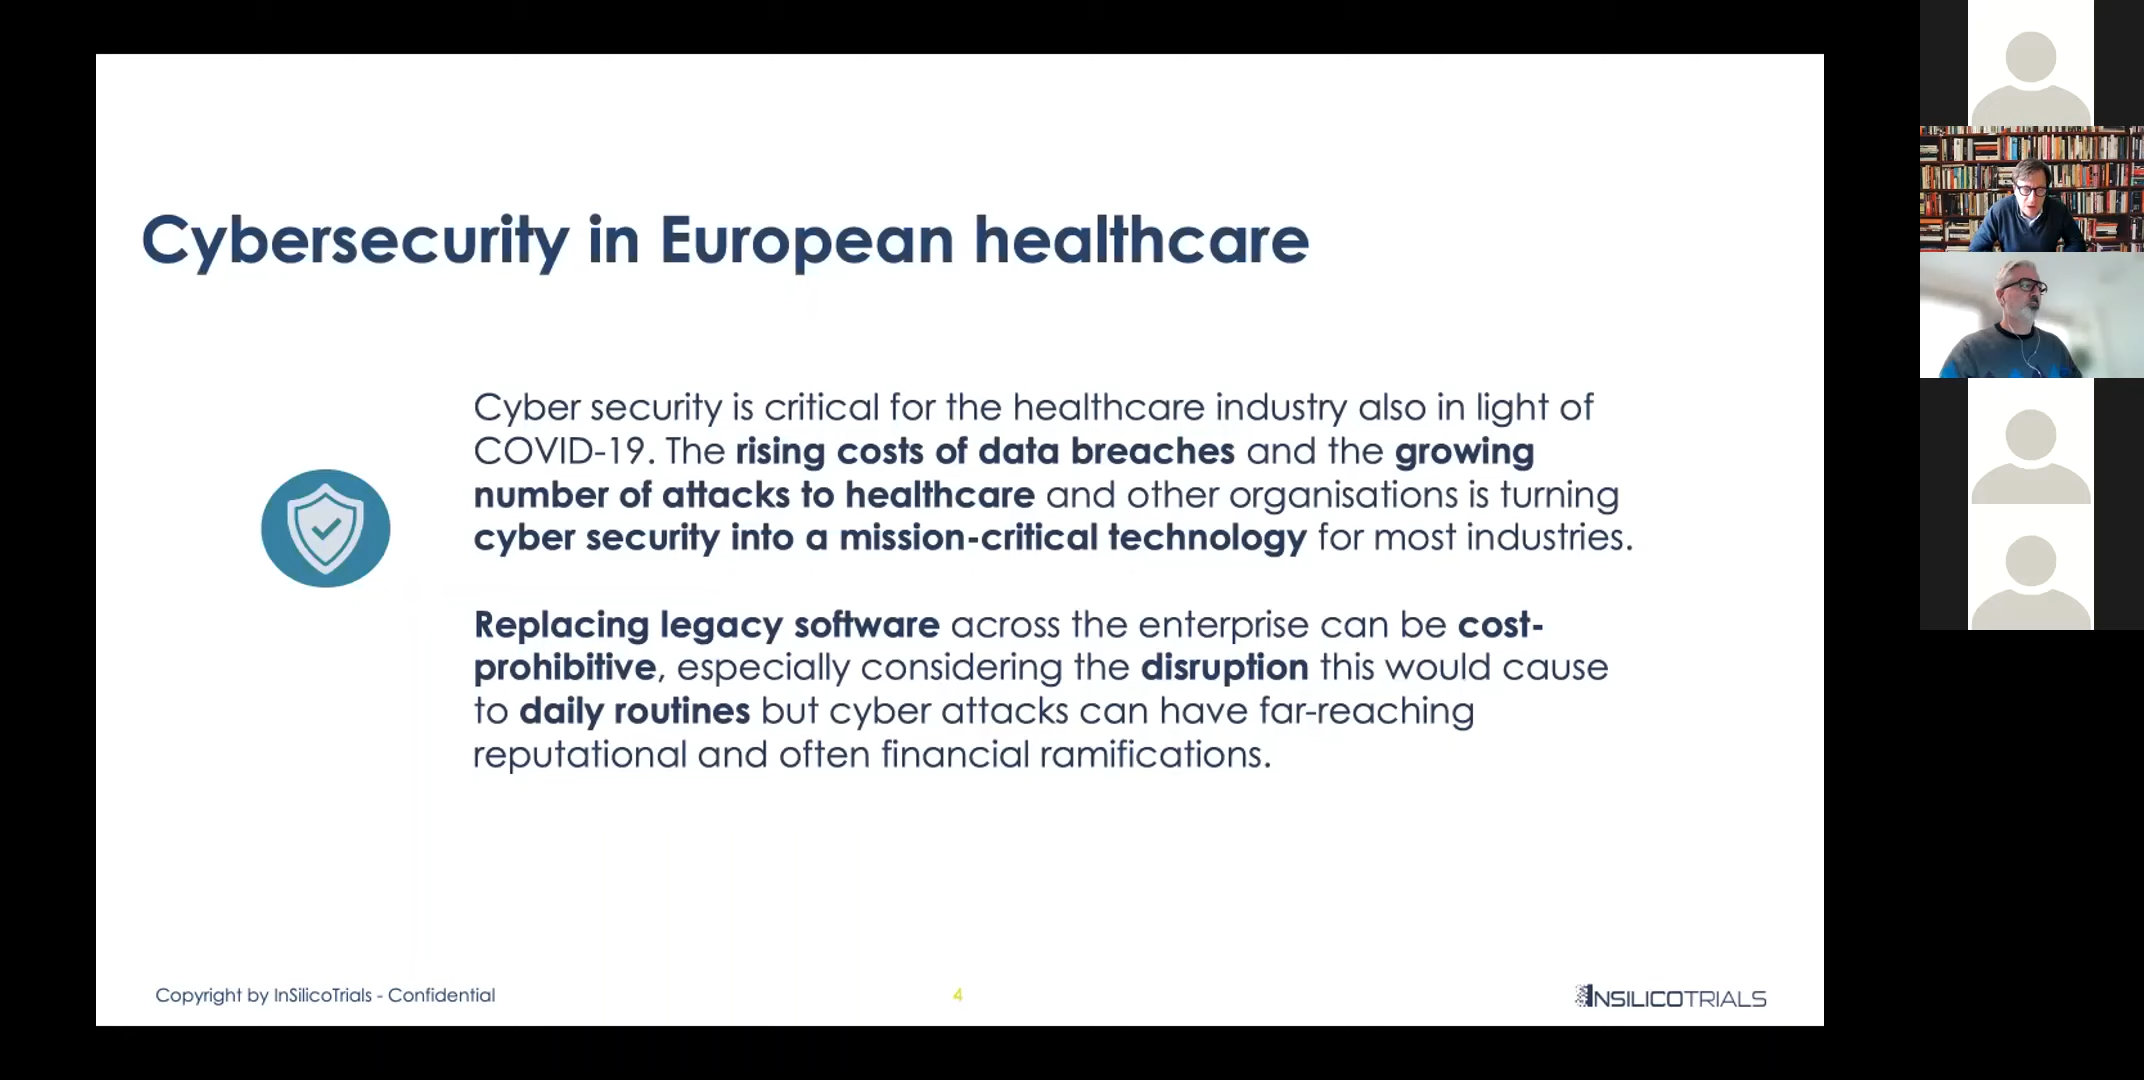 Cybersecurity in European healthcare
Cyber security is critical for the healthcare industry also in light of
COVID-19. The rising costs of data breaches and the growing
number of attacks to healthcare and other organisations is turning
cyber security into a mission-critical technology for most industries.
Replacing legacy software across the enterprise can be cost-
prohibitive, especially considering the disruption this would cause
to daily routines but cyber attacks can have far-reaching
reputational and often financial ramifications.
Copyright by InSilicoTrials - Confidential
4
INSILICOTRIALS